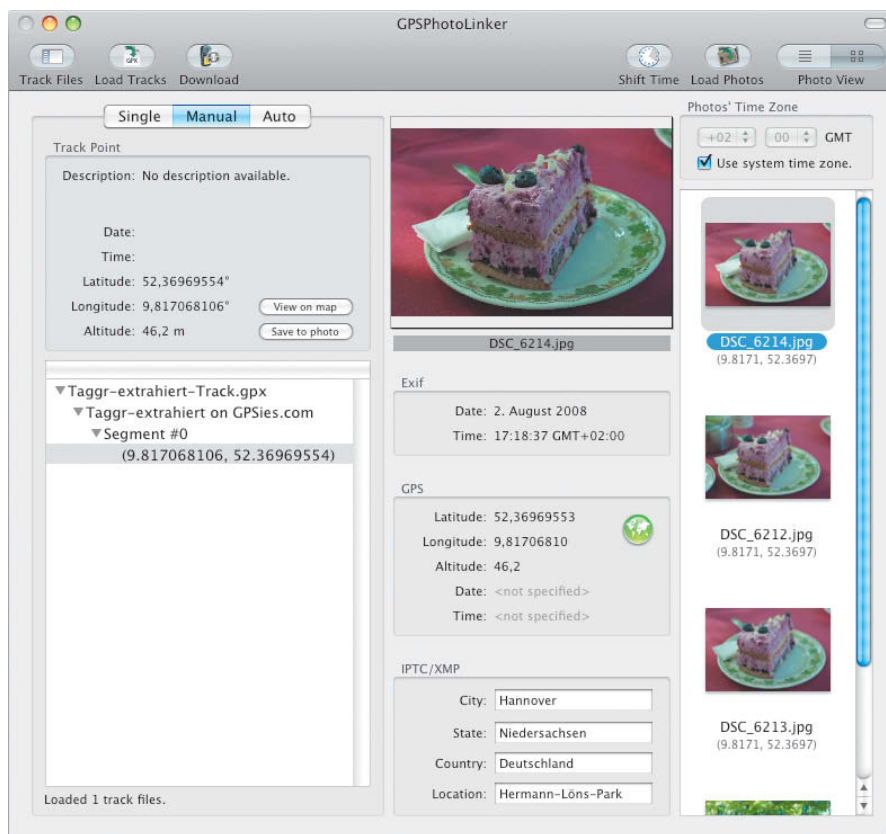 GPSPhotoLinker
Track Files Load Tracks Download Shift Time Load Photos Photo View
GPX
Single Manual Auto
Track Point
Description: No description available.
Date:
Time:
Latitude: 52,36969554°
Longitude: 9,817068106° View on map
Altitude: 46,2 m Save to photo
Taggr-extrahiert-Track.gpx
Taggr-extrahiert on GPSies.com
Segment #0
(9.817068106, 52.36969554)
Loaded 1 track files.
DSC_6214.jpg
Exif
Date: 2. August 2008
Time: 17:18:37 GMT+02:00
GPS
Latitude: 52,36969553
Longitude: 9,81706810
Altitude: 46,2
Date: <not specified>
Time: <not specified>
IPTC/XMP
City: Hannover
State: Niedersachsen
Country: Deutschland
Location: Hermann-Löns-Park
Photos' Time Zone
+02 00 GMT
Use system time zone.
DSC_6214.jpg
(9.8171, 52.3697)
DSC_6212.jpg
(9.8171, 52.3697)
DSC_6213.jpg
(9.8171, 52.3697)